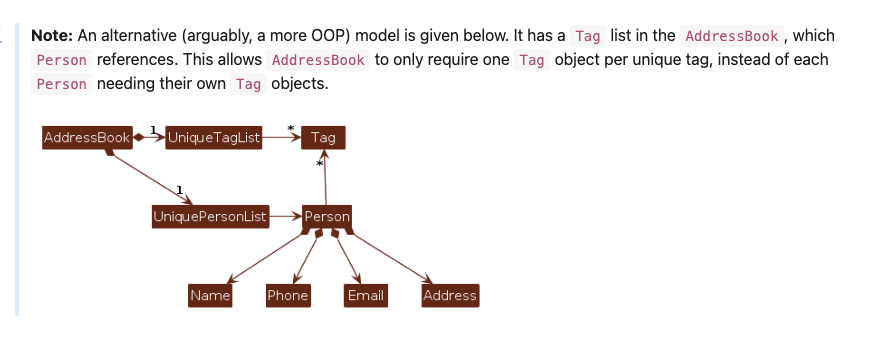 Note: An alternative (arguably, a more OOP) model is given below. It has a Tag list in the AddressBook , which
Person references. This allows AddressBook to only require one Tag object per unique tag, instead of each
Person needing their own Tag objects.
AddressBook 1 UniqueTagList * Tag
*
1
UniquePersonList Person
Name Phone Email Address